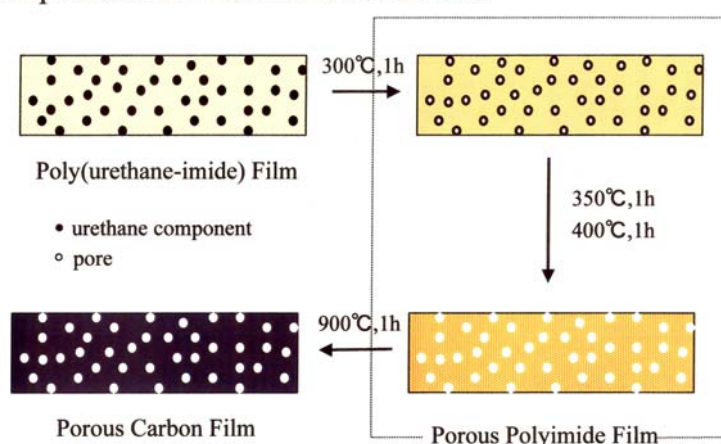 300℃,1h
Poly(urethane-imide) Film
350℃,1h
400℃,1h
urethane component
pore
900℃,1h
Porous Carbon Film
Porous Polyimide Film